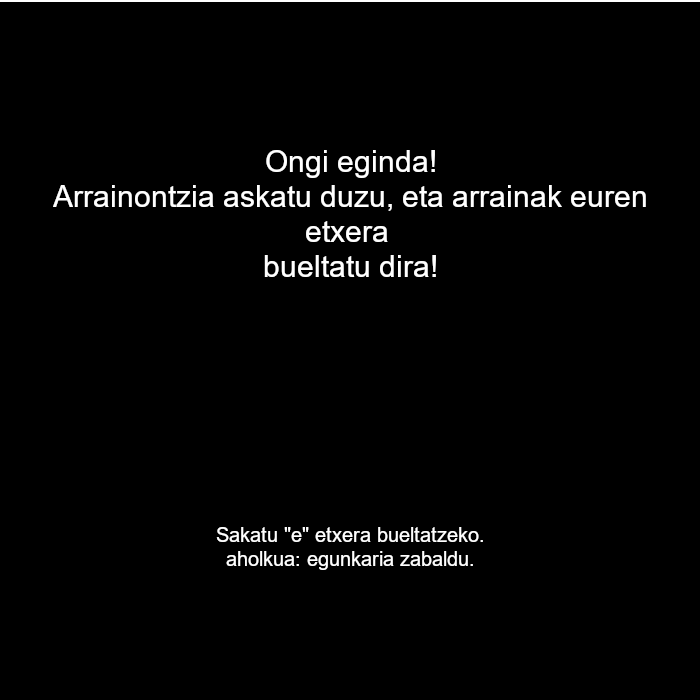 Ongi eginda!
Arrainontzia askatu duzu, eta arrainak euren
etxera
bueltatu dira!
Sakatu "e" etxera bueltatzeko.
aholkua: egunkaria zabaldu.